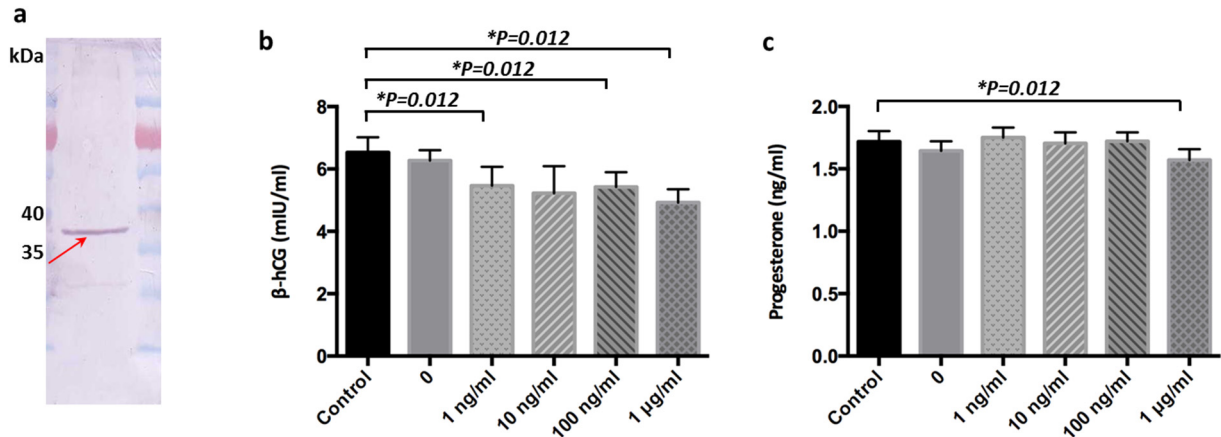 a
kDa
40
35
b
*P=0.012
*P=0.012
*P=0.012
β-hCG (mIU/ml)
8
6
4
2
0
Control
0
1 ng/ml
10 ng/ml
100 ng/ml
1 µg/ml
c
*P=0.012
Progesterone (ng/ml)
2.0
1.5
1.0
0.5
0.0
Control
0
1 ng/ml
10 ng/ml
100 ng/ml
1 µg/ml